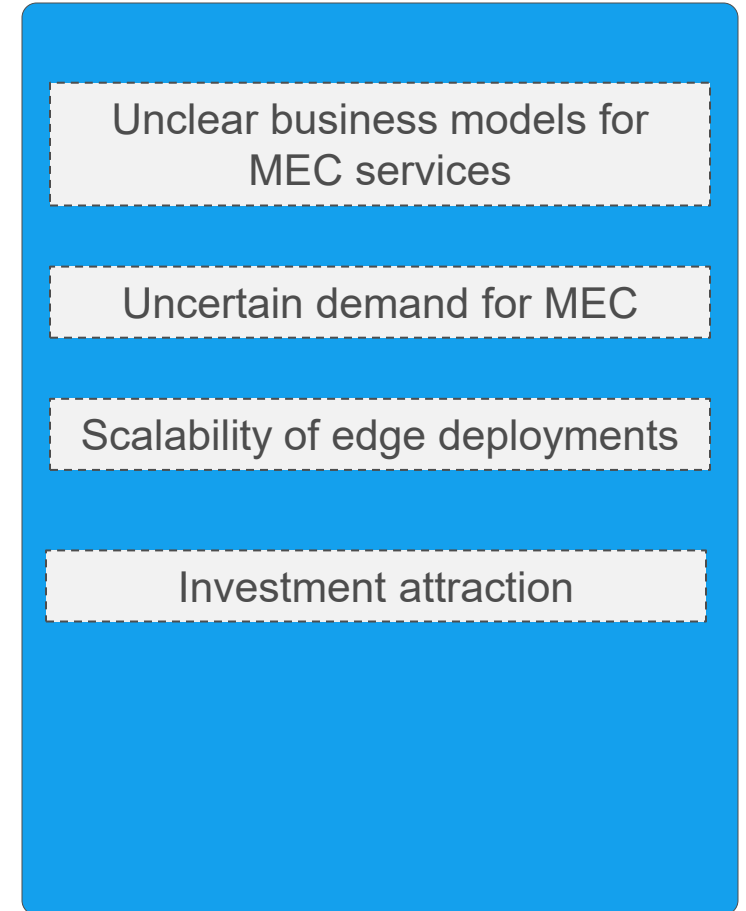 Unclear business models for
MEC services
Uncertain demand for MEC
Scalability of edge deployments
Investment attraction